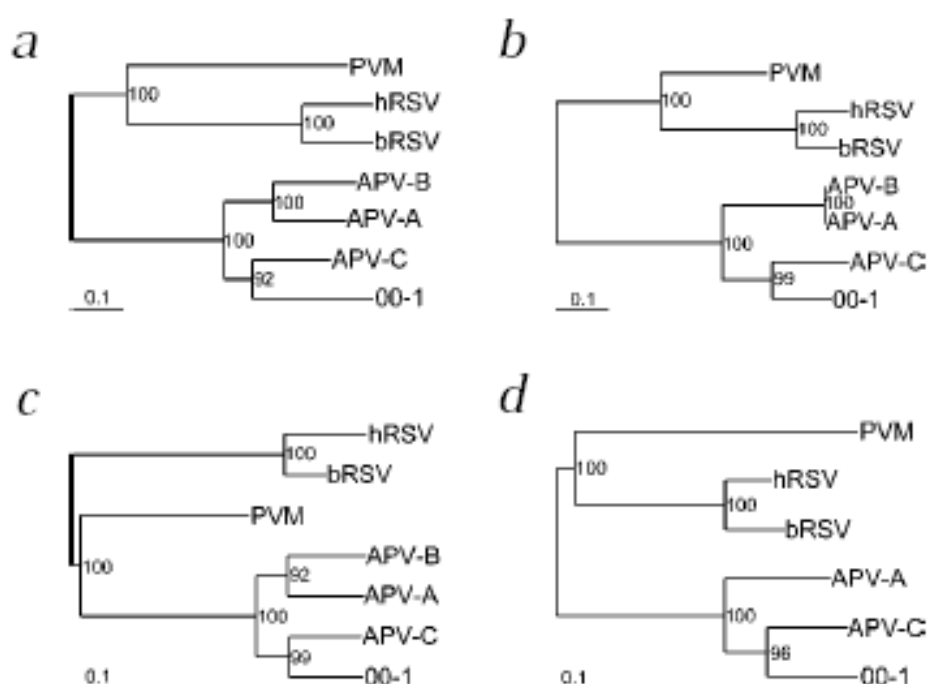 a
PVM
100
hRSV
100
bRSV
APV-B
100
APV-A
100
APV-C
92
00-1
0.1
b
PVM
100
hRSV
100
bRSV
APV-B
100
APV-A
100
APV-C
99
00-1
0.1
c
hRSV
100
bRSV
PVM
100
APV-B
92
APV-A
100
APV-C
99
00-1
0.1
d
PVM
100
hRSV
100
bRSV
APV-A
100
APV-C
96
00-1
0.1